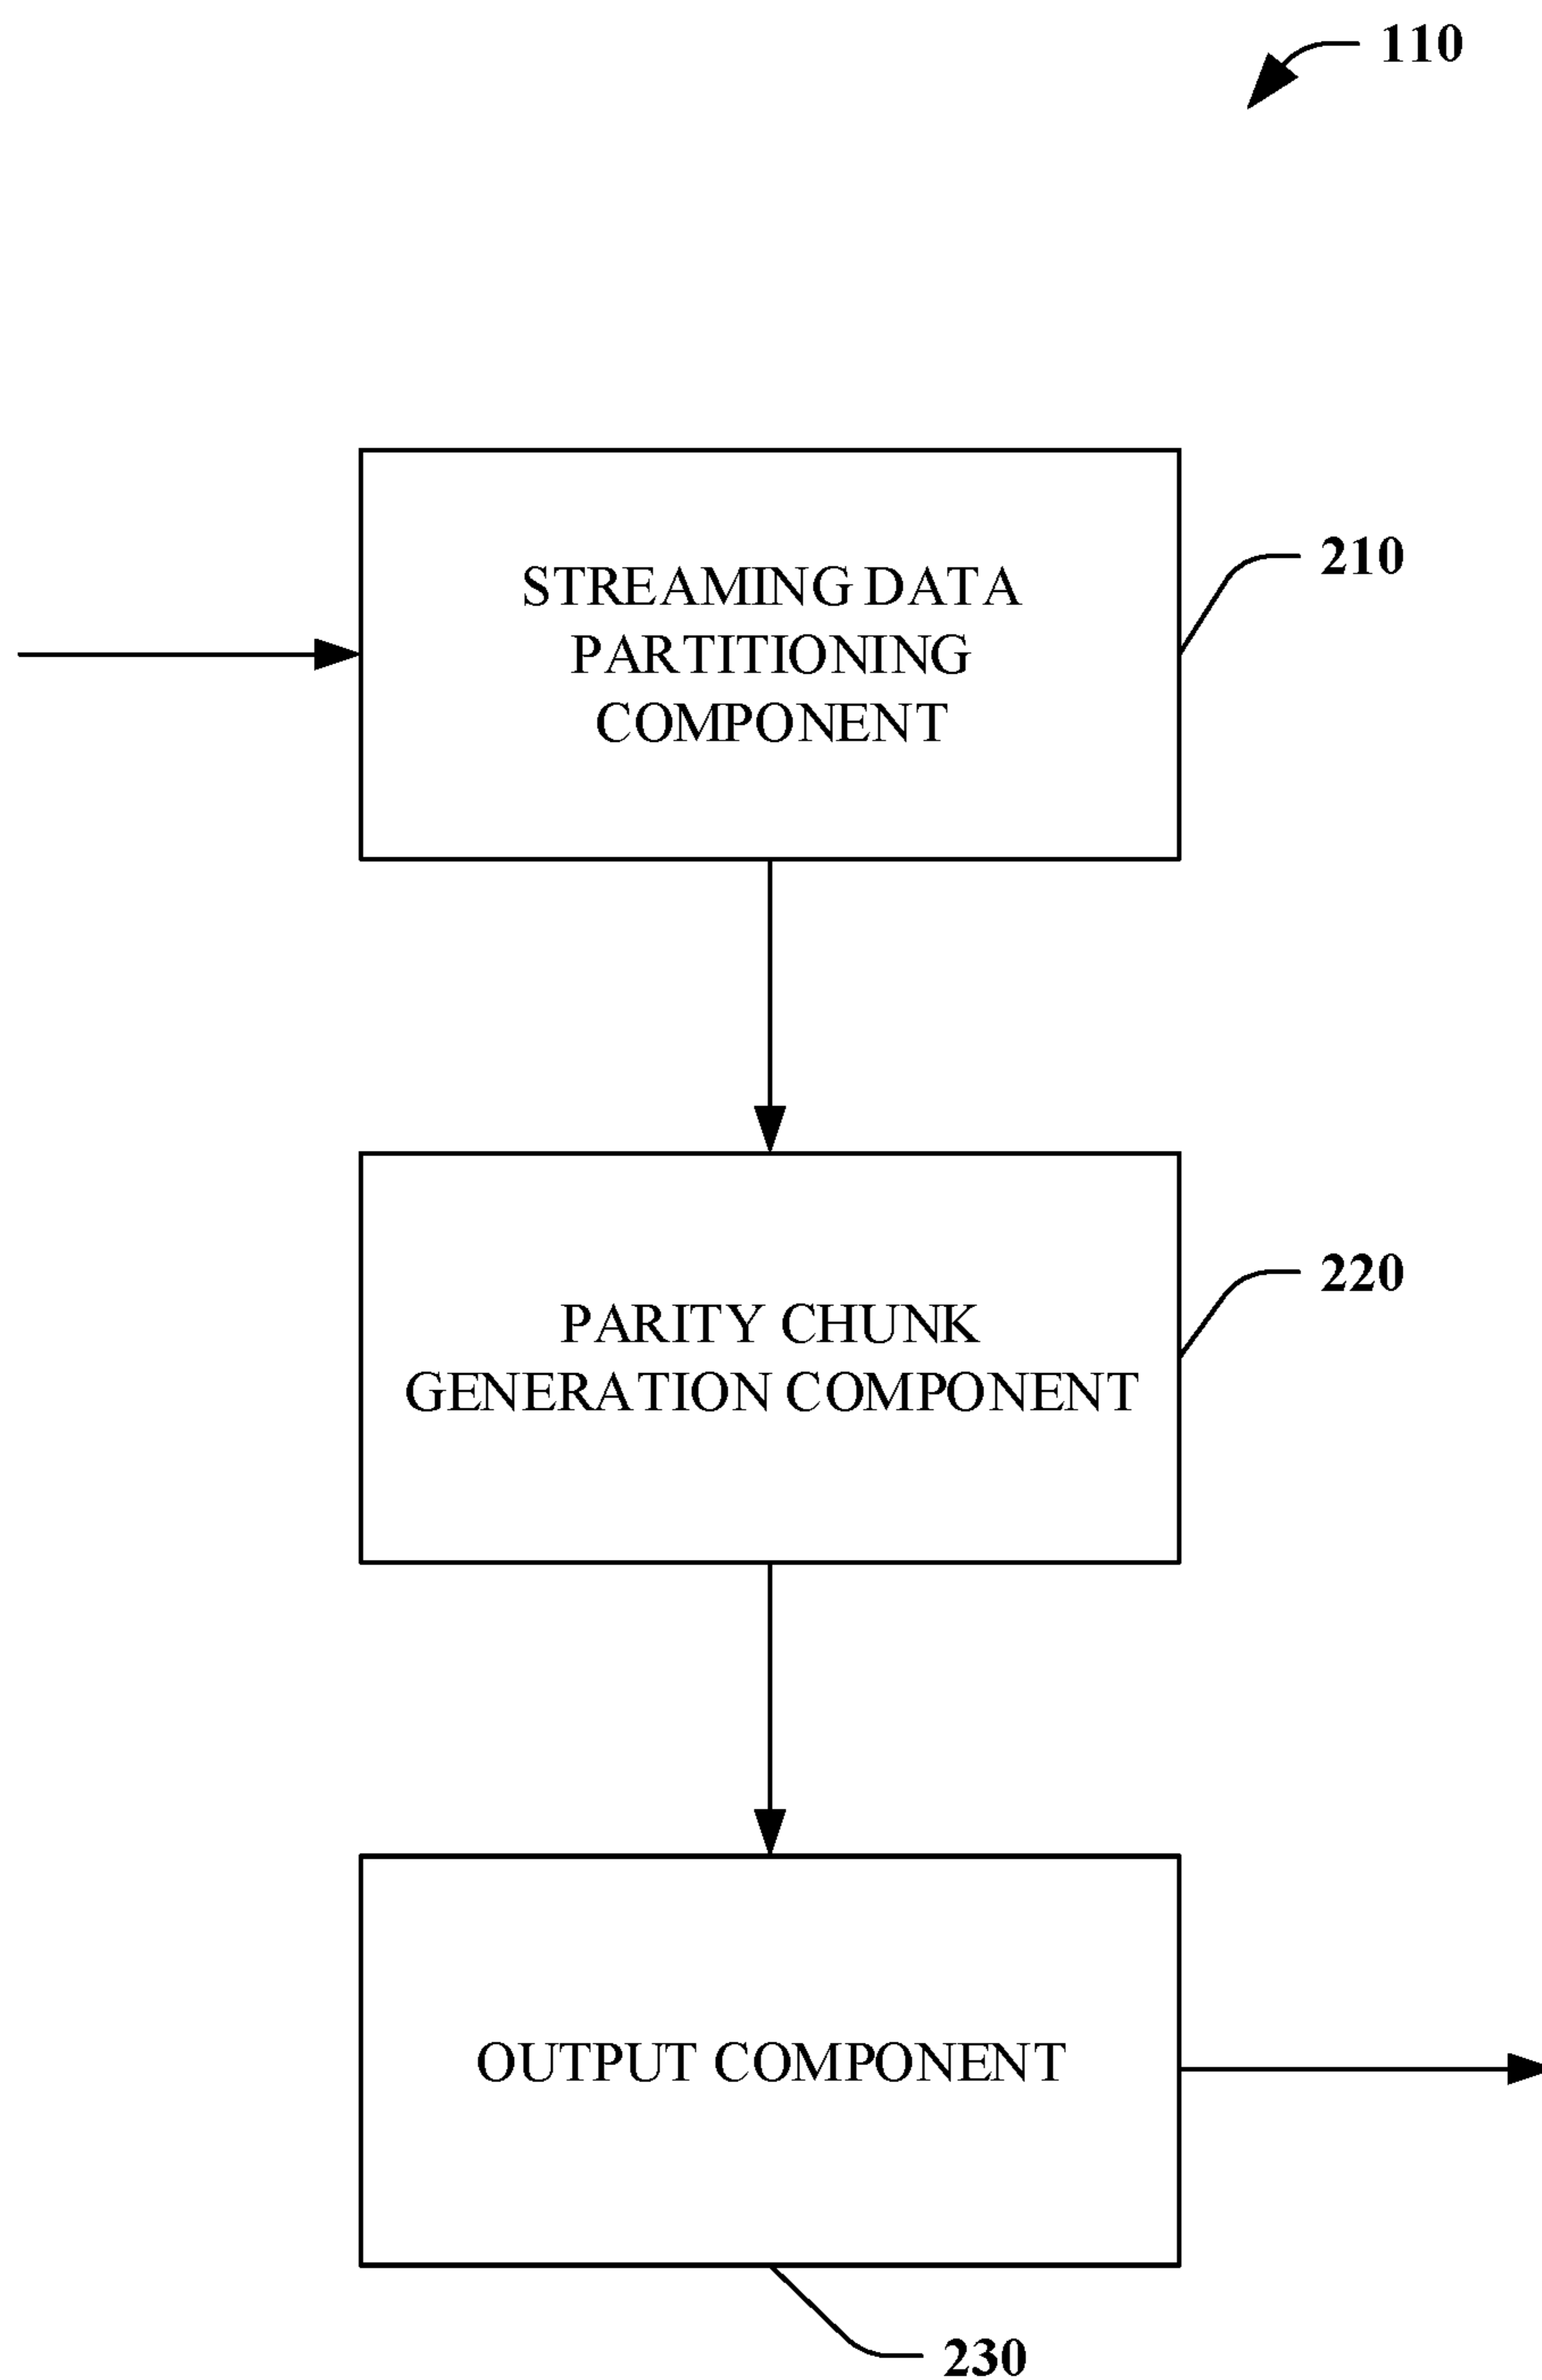 110
STREAMING DATA
PARTITIONING
COMPONENT
210
PARITY CHUNK
GENERATION COMPONENT
220
OUTPUT COMPONENT
230